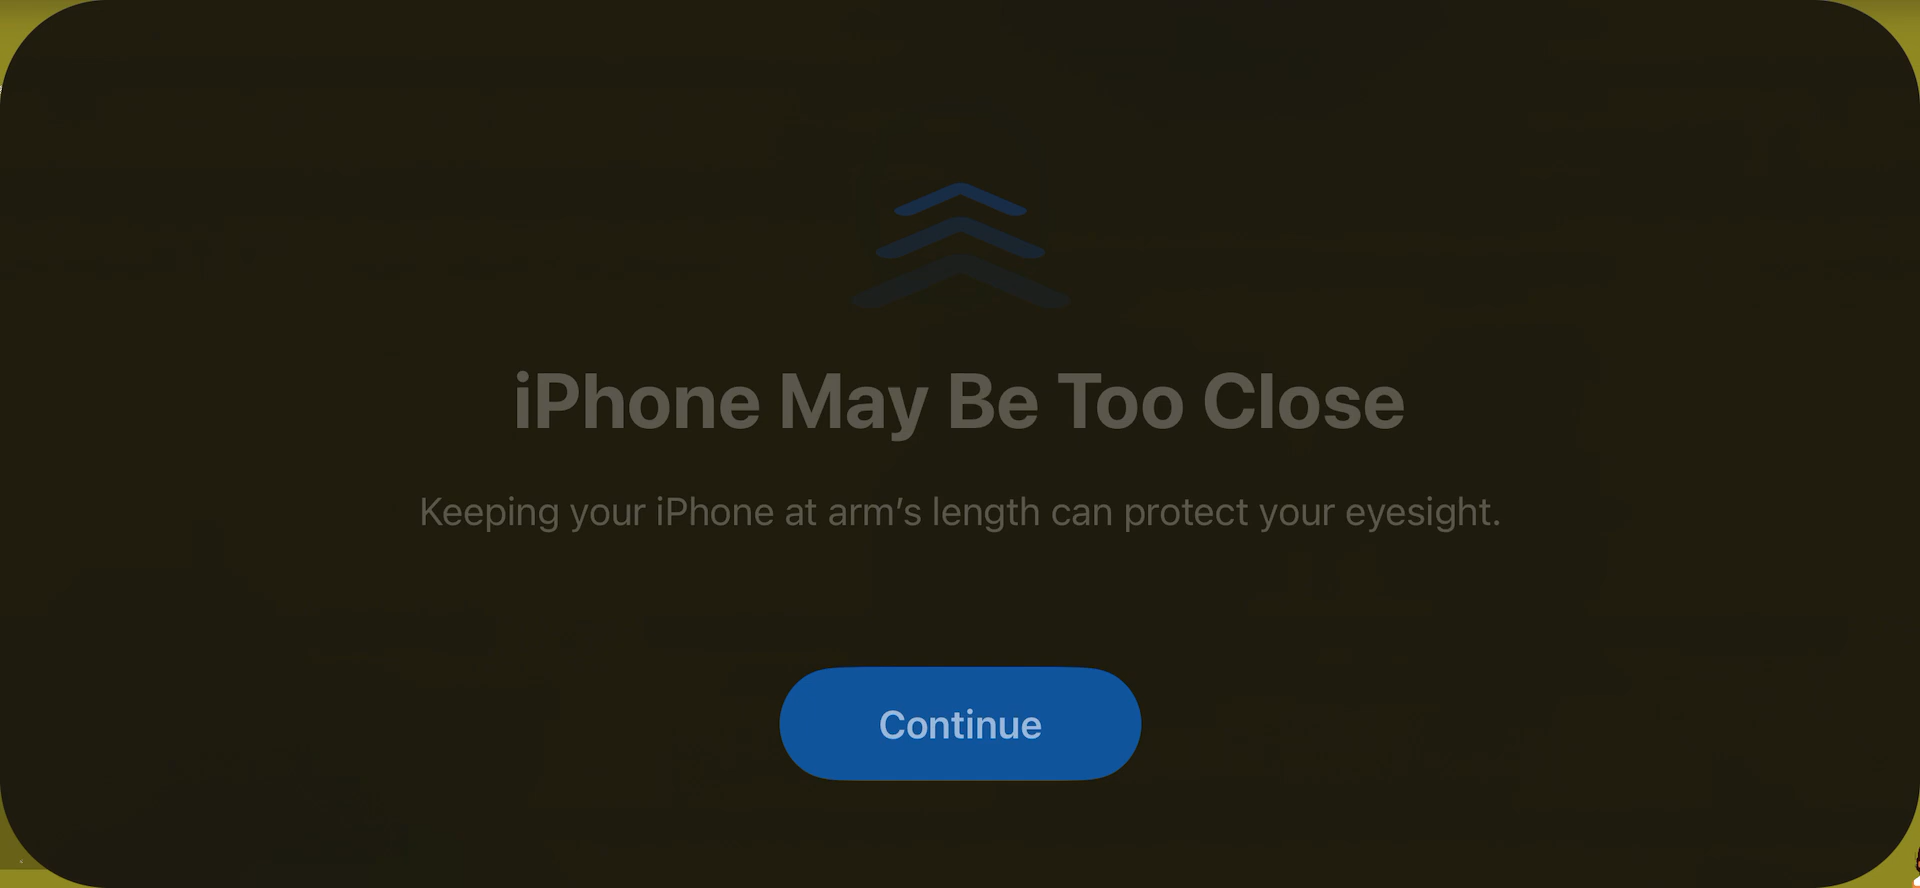 iPhone May Be Too Close
Keeping your iPhone at arm’s length can protect your eyesight.
Continue